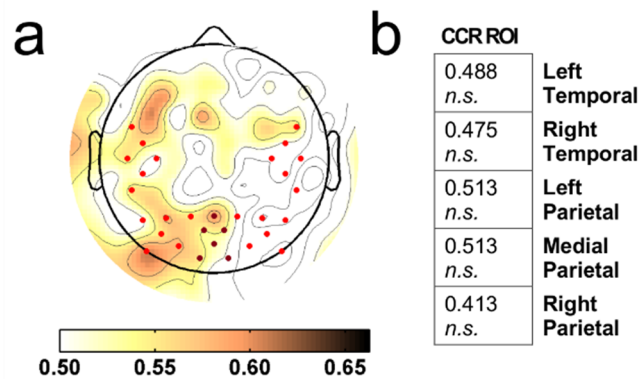 a
b
CCR ROI
0.488
n.s.
Left
Temporal
0.475
n.s.
Right
Temporal
0.513
n.s.
Left
Parietal
0.513
n.s.
Medial
Parietal
0.413
n.s.
Right
Parietal
0.50 0.55 0.60 0.65